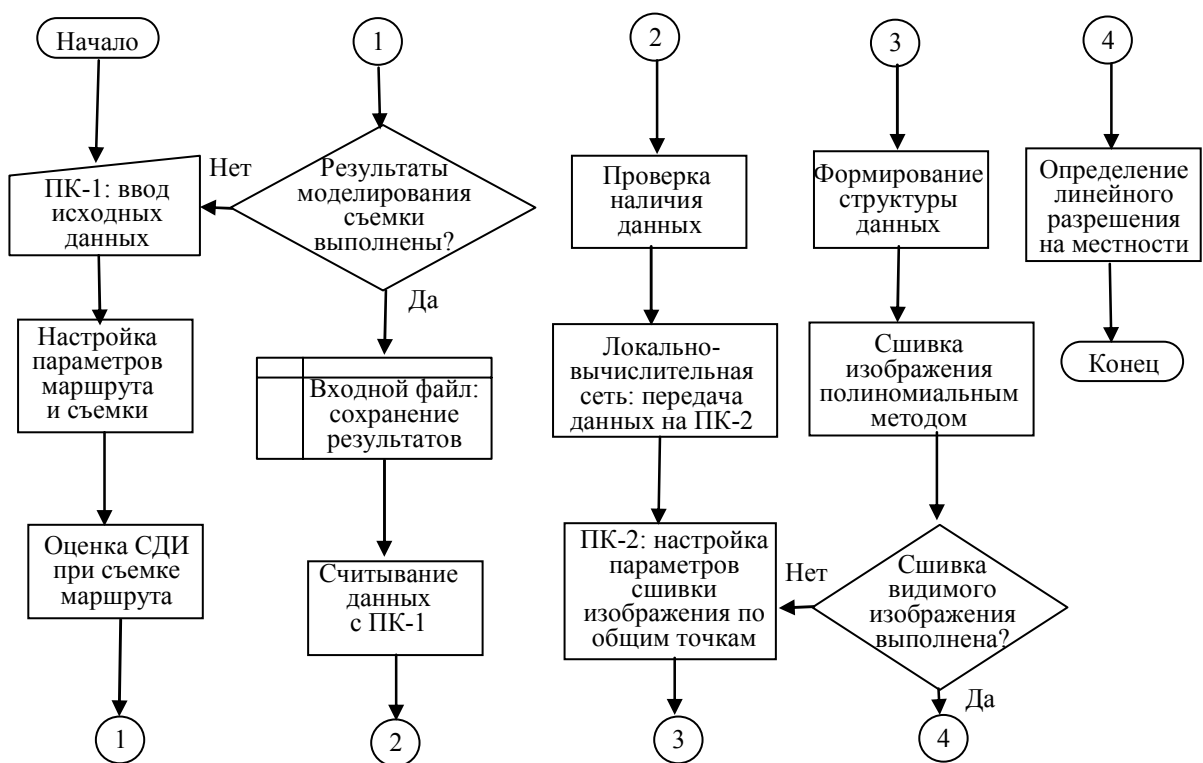 Начало
ПК-1: ввод
исходных
данных
Настройка
параметров
маршрута
и съемки
Оценка СДИ
при съемке
маршрута
1
1
Результаты
моделирования
съемки
выполнены?
Нет
Да
Входной файл:
сохранение
результатов
Считывание
данных
с ПК-1
2
2
Проверка
наличия
данных
Локально-
вычислительная
сеть: передача
данных на ПК-2
ПК-2: настройка
параметров
сшивки
изображения по
общим точкам
3
3
Формирование
структуры
данных
Сшивка
изображения
полиномиальным
методом
Сшивка
видимого
изображения
выполнена?
Нет
Да
4
4
Определение
линейного
разрешения
на местности
Конец